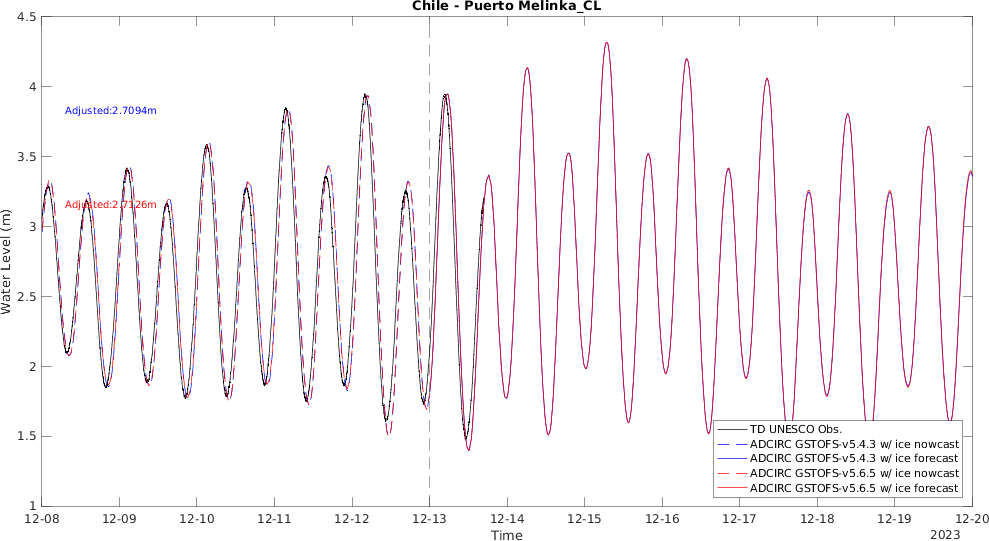 Chile - Puerto Melinka_CL
4.5
4
3.5
3
2.5
2
1.5
1
Water Level (m)
Adjusted:2.7094m
Adjusted:2.7126m
TD UNESCO Obs.
ADCIRC GSTOFS-v5.4.3 w/ ice nowcast
ADCIRC GSTOFS-v5.4.3 w/ ice forecast
ADCIRC GSTOFS-v5.6.5 w/ ice nowcast
ADCIRC GSTOFS-v5.6.5 w/ ice forecast
12-08 12-09 12-10 12-11 12-12 12-13 12-14 12-15 12-16 12-17 12-18 12-19 12-20
Time
2023